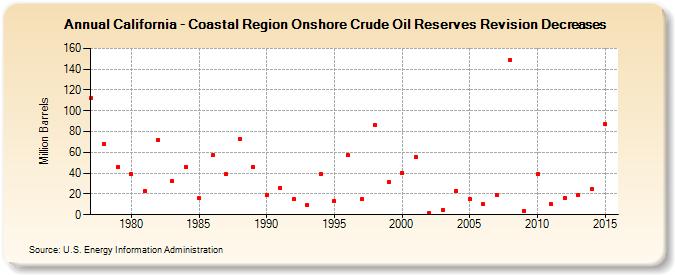 Annual California - Coastal Region Onshore Crude Oil Reserves Revision Decreases
Million Barrels
160
140
120
100
80
60
40
20
0
1980 1985 1990 1995 2000 2005 2010 2015
Source: U.S. Energy Information Administration